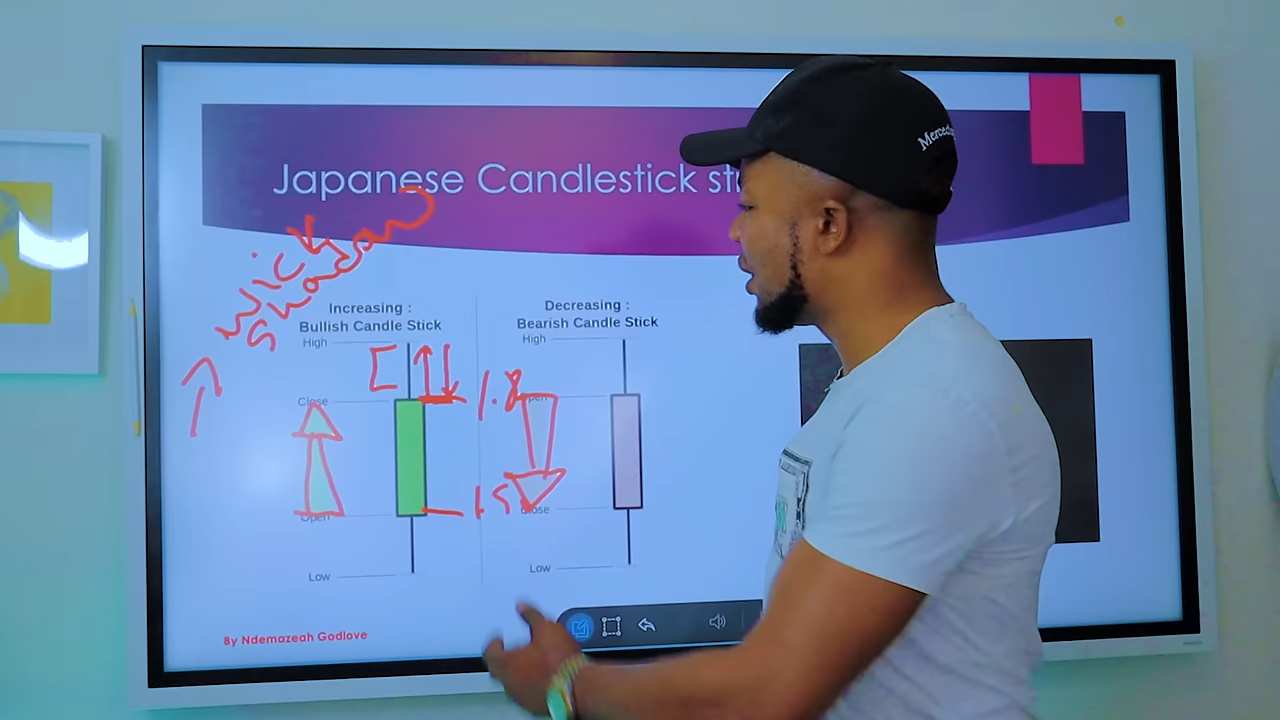 Japanese Candlestick st
Mercede
wick
shadow
Increasing :
Bullish Candle Stick
High
Close
Open
Low
1.8
1.5
Decreasing :
Bearish Candle Stick
High
Open
Close
Low
By Ndemazeah Godlove